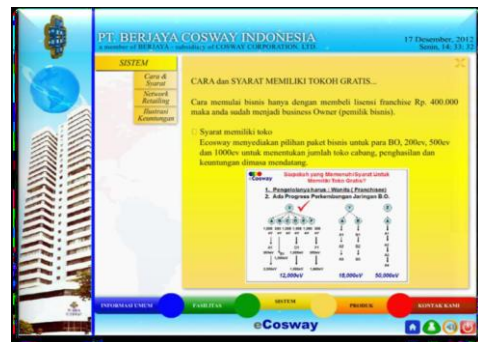 PT. BERJAYA COSWAY INDONESIA
a member of BERJAYA - subsidiary of COSWAY CORPORATION. LTD.
17 Desember, 2012
Senin, 14: 33: 32
SISTEM
Cara &
Syarat
Network
Retailing
Ilustrasi
Keuntungan
CARA dan SYARAT MEMILIKI TOKOH GRATIS...
Cara memulai bisnis hanya dengan membeli lisensi franchise Rp. 400.000
maka anda sudah menjadi business Owner (pemilik bisnis).
Syarat memiliki toko
Ecosway menyediakan pilihan paket bisnis untuk para BO, 200ev, 500ev
dan 1000ev untuk menentukan jumlah toko cabang, penghasilan dan
keuntungan dimasa mendatang.
eCosway
Siapakah yang Memenuhi Syarat Untuk
Memiliki Toko Gratis?
1. Pengelolanya harus : Wanita ( Franchisee)
2. Ada Progress Perkembangan Jaringan B.O.
12,000eV 18,000eV 50,000eV
INFORMASI UMUM
FASILITAS
SISTEM
PRODUK
KONTAK KAMI
eCosway